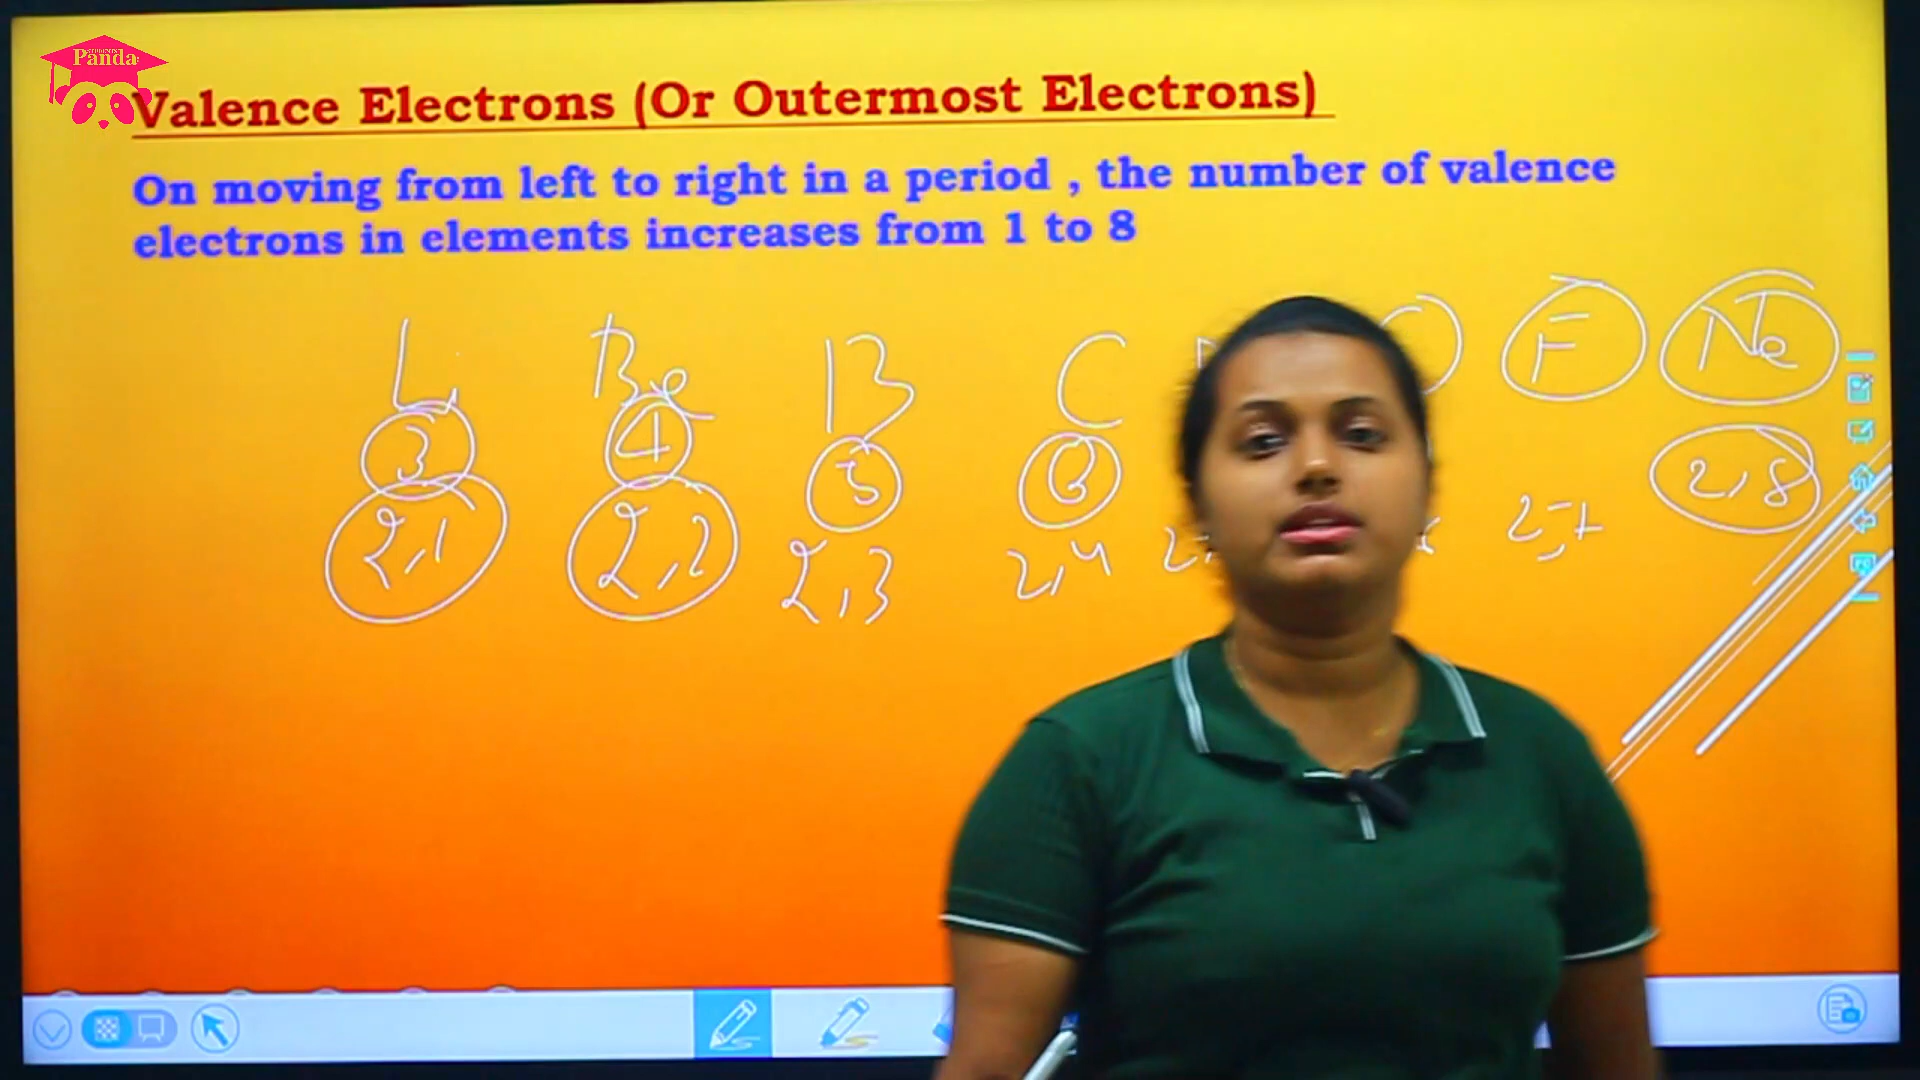 STUDENTS
Panda
Valence Electrons (Or Outermost Electrons)
On moving from left to right in a period , the number of valence
electrons in elements increases from 1 to 8
Li Be B C F Ne
3 4 5 6
2,1 2,2 2,3 2,4 2,7 2,8